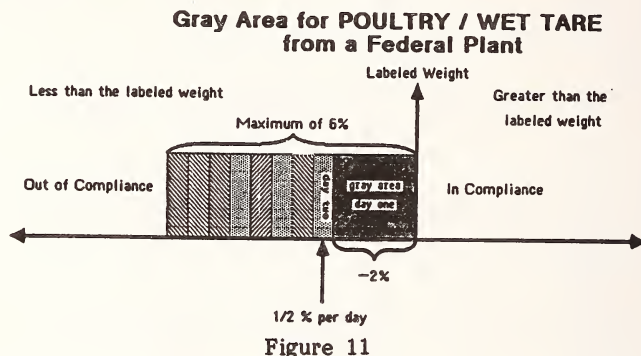 Gray Area for POULTRY / WET TARE
from a Federal Plant
Labeled Weight
Less than the labeled weight
Greater than the
labeled weight
Maximum of 6%
Out of Compliance
day two
gray area
day one
In Compliance
-2%
1/2 % per day
Figure 11